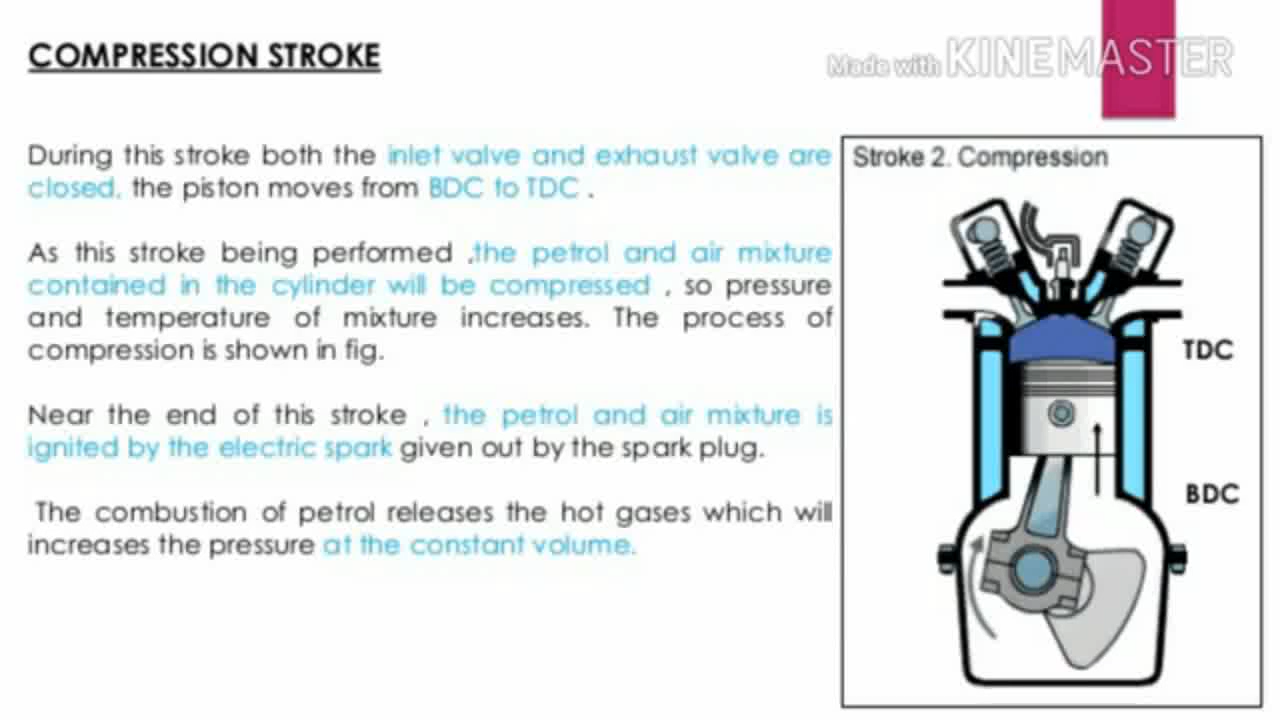 COMPRESSION STROKE
Made with KINEMASTER
During this stroke both the inlet valve and exhaust valve are
closed. the piston moves from BDC to TDC .
As this stroke being performed ,the petrol and air mixture
contained in the cylinder will be compressed , so pressure
and temperature of mixture increases. The process of
compression is shown in fig.
Near the end of this stroke , the petrol and air mixture is
ignited by the electric spark given out by the spark plug.
The combustion of petrol releases the hot gases which will
increases the pressure at the constant volume.
Stroke 2. Compression
TDC
BDC